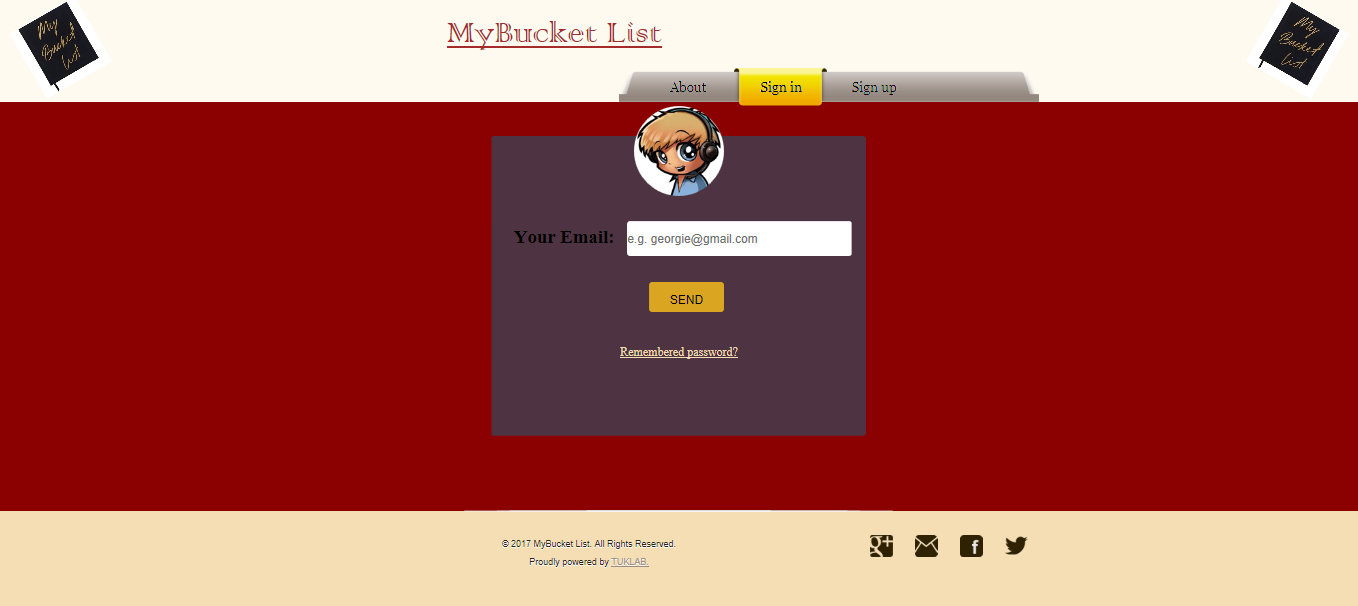 My
Bucket
List
MyBucket List
My
Bucket
List
About
Sign in
Sign up
Your Email:
e.g. georgie@gmail.com
SEND
Remembered password?
© 2017 MyBucket List. All Rights Reserved.
Proudly powered by TUKLAB.